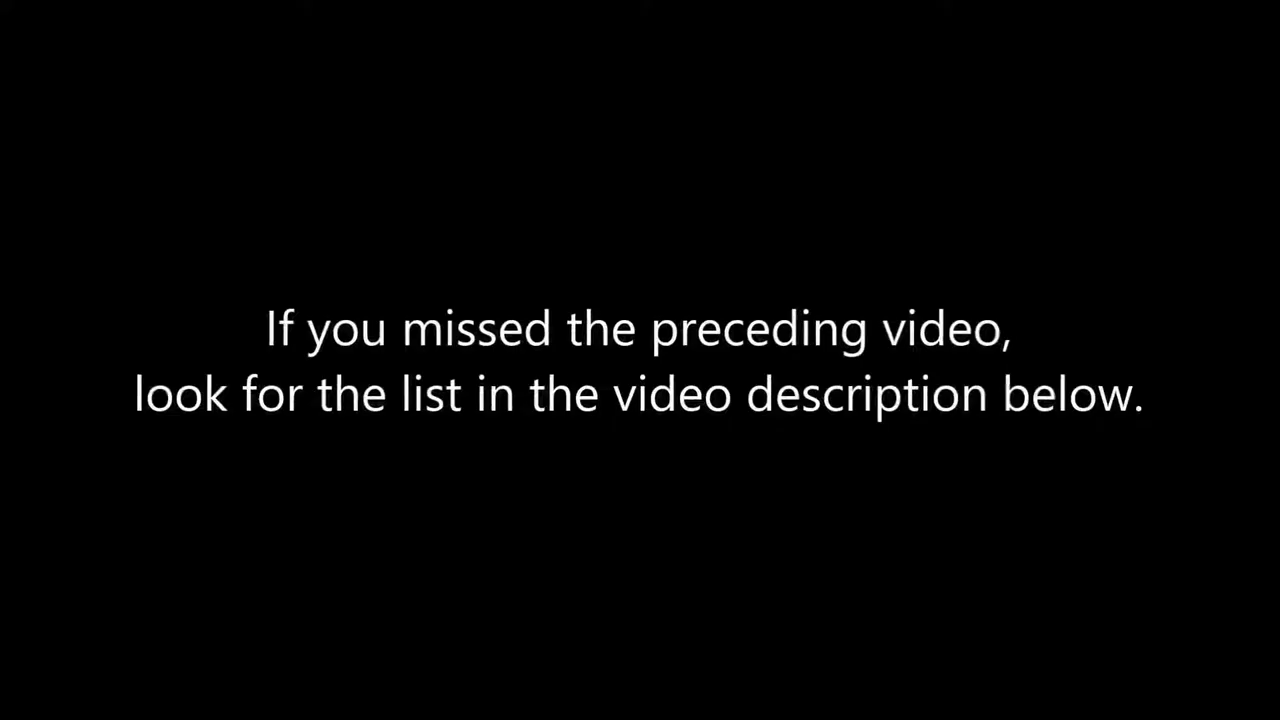 If you missed the preceding video,
look for the list in the video description below.